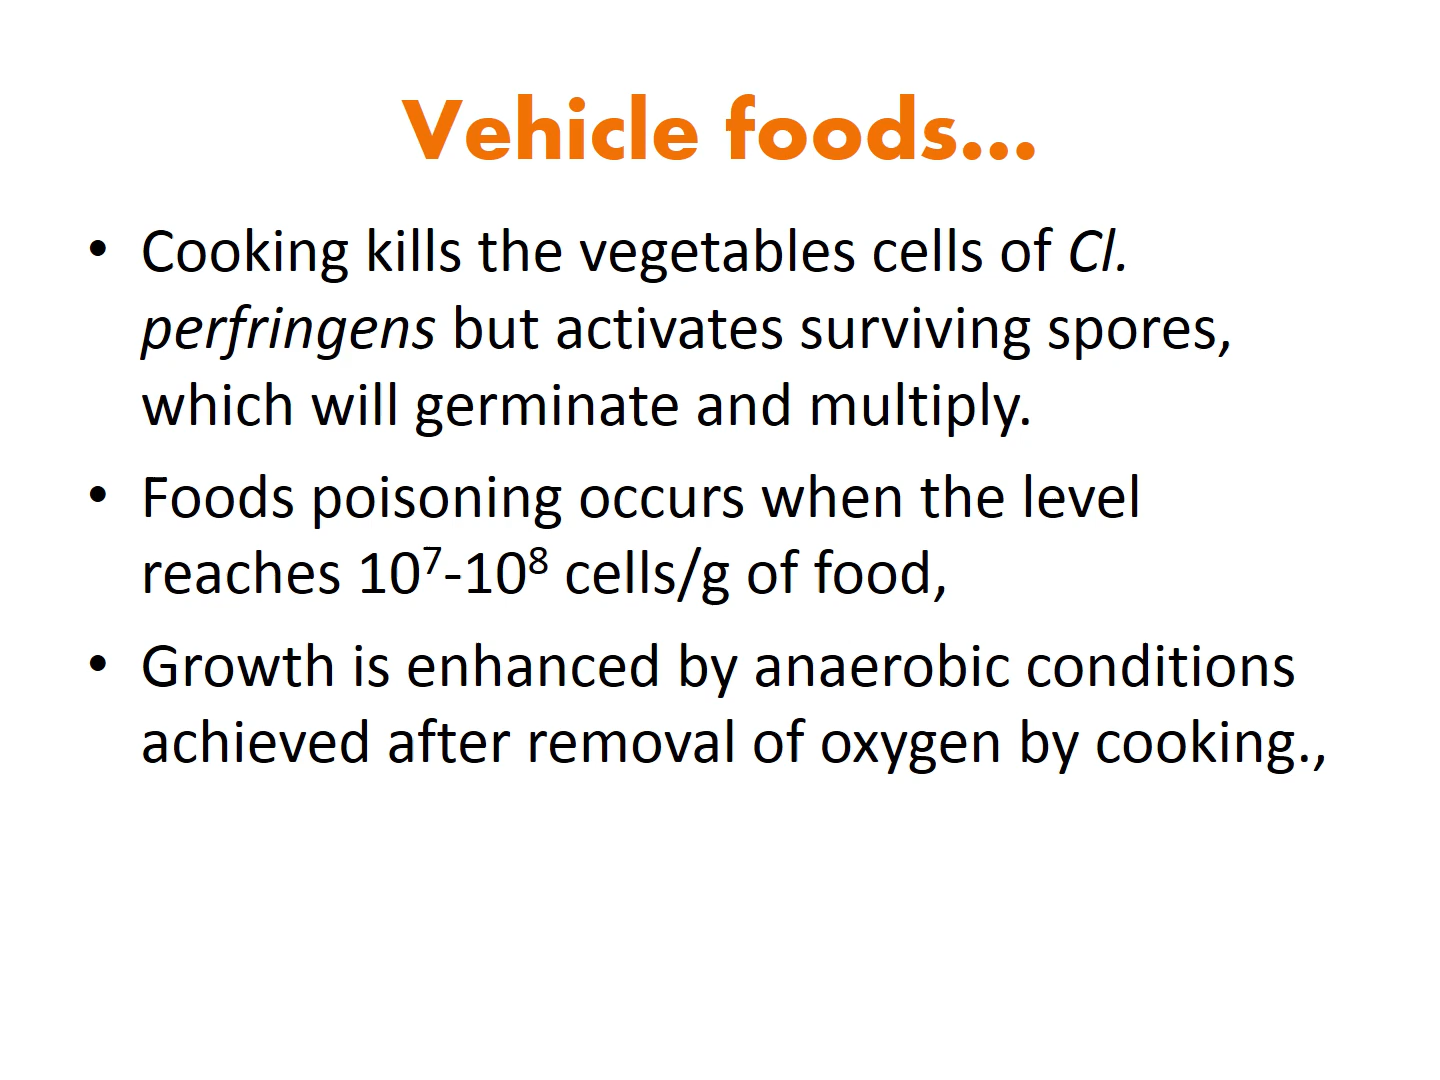 Vehicle foods...
• Cooking kills the vegetables cells of Cl.
perfringens but activates surviving spores,
which will germinate and multiply.
• Foods poisoning occurs when the level
reaches 10⁷-10⁸ cells/g of food,
• Growth is enhanced by anaerobic conditions
achieved after removal of oxygen by cooking.,